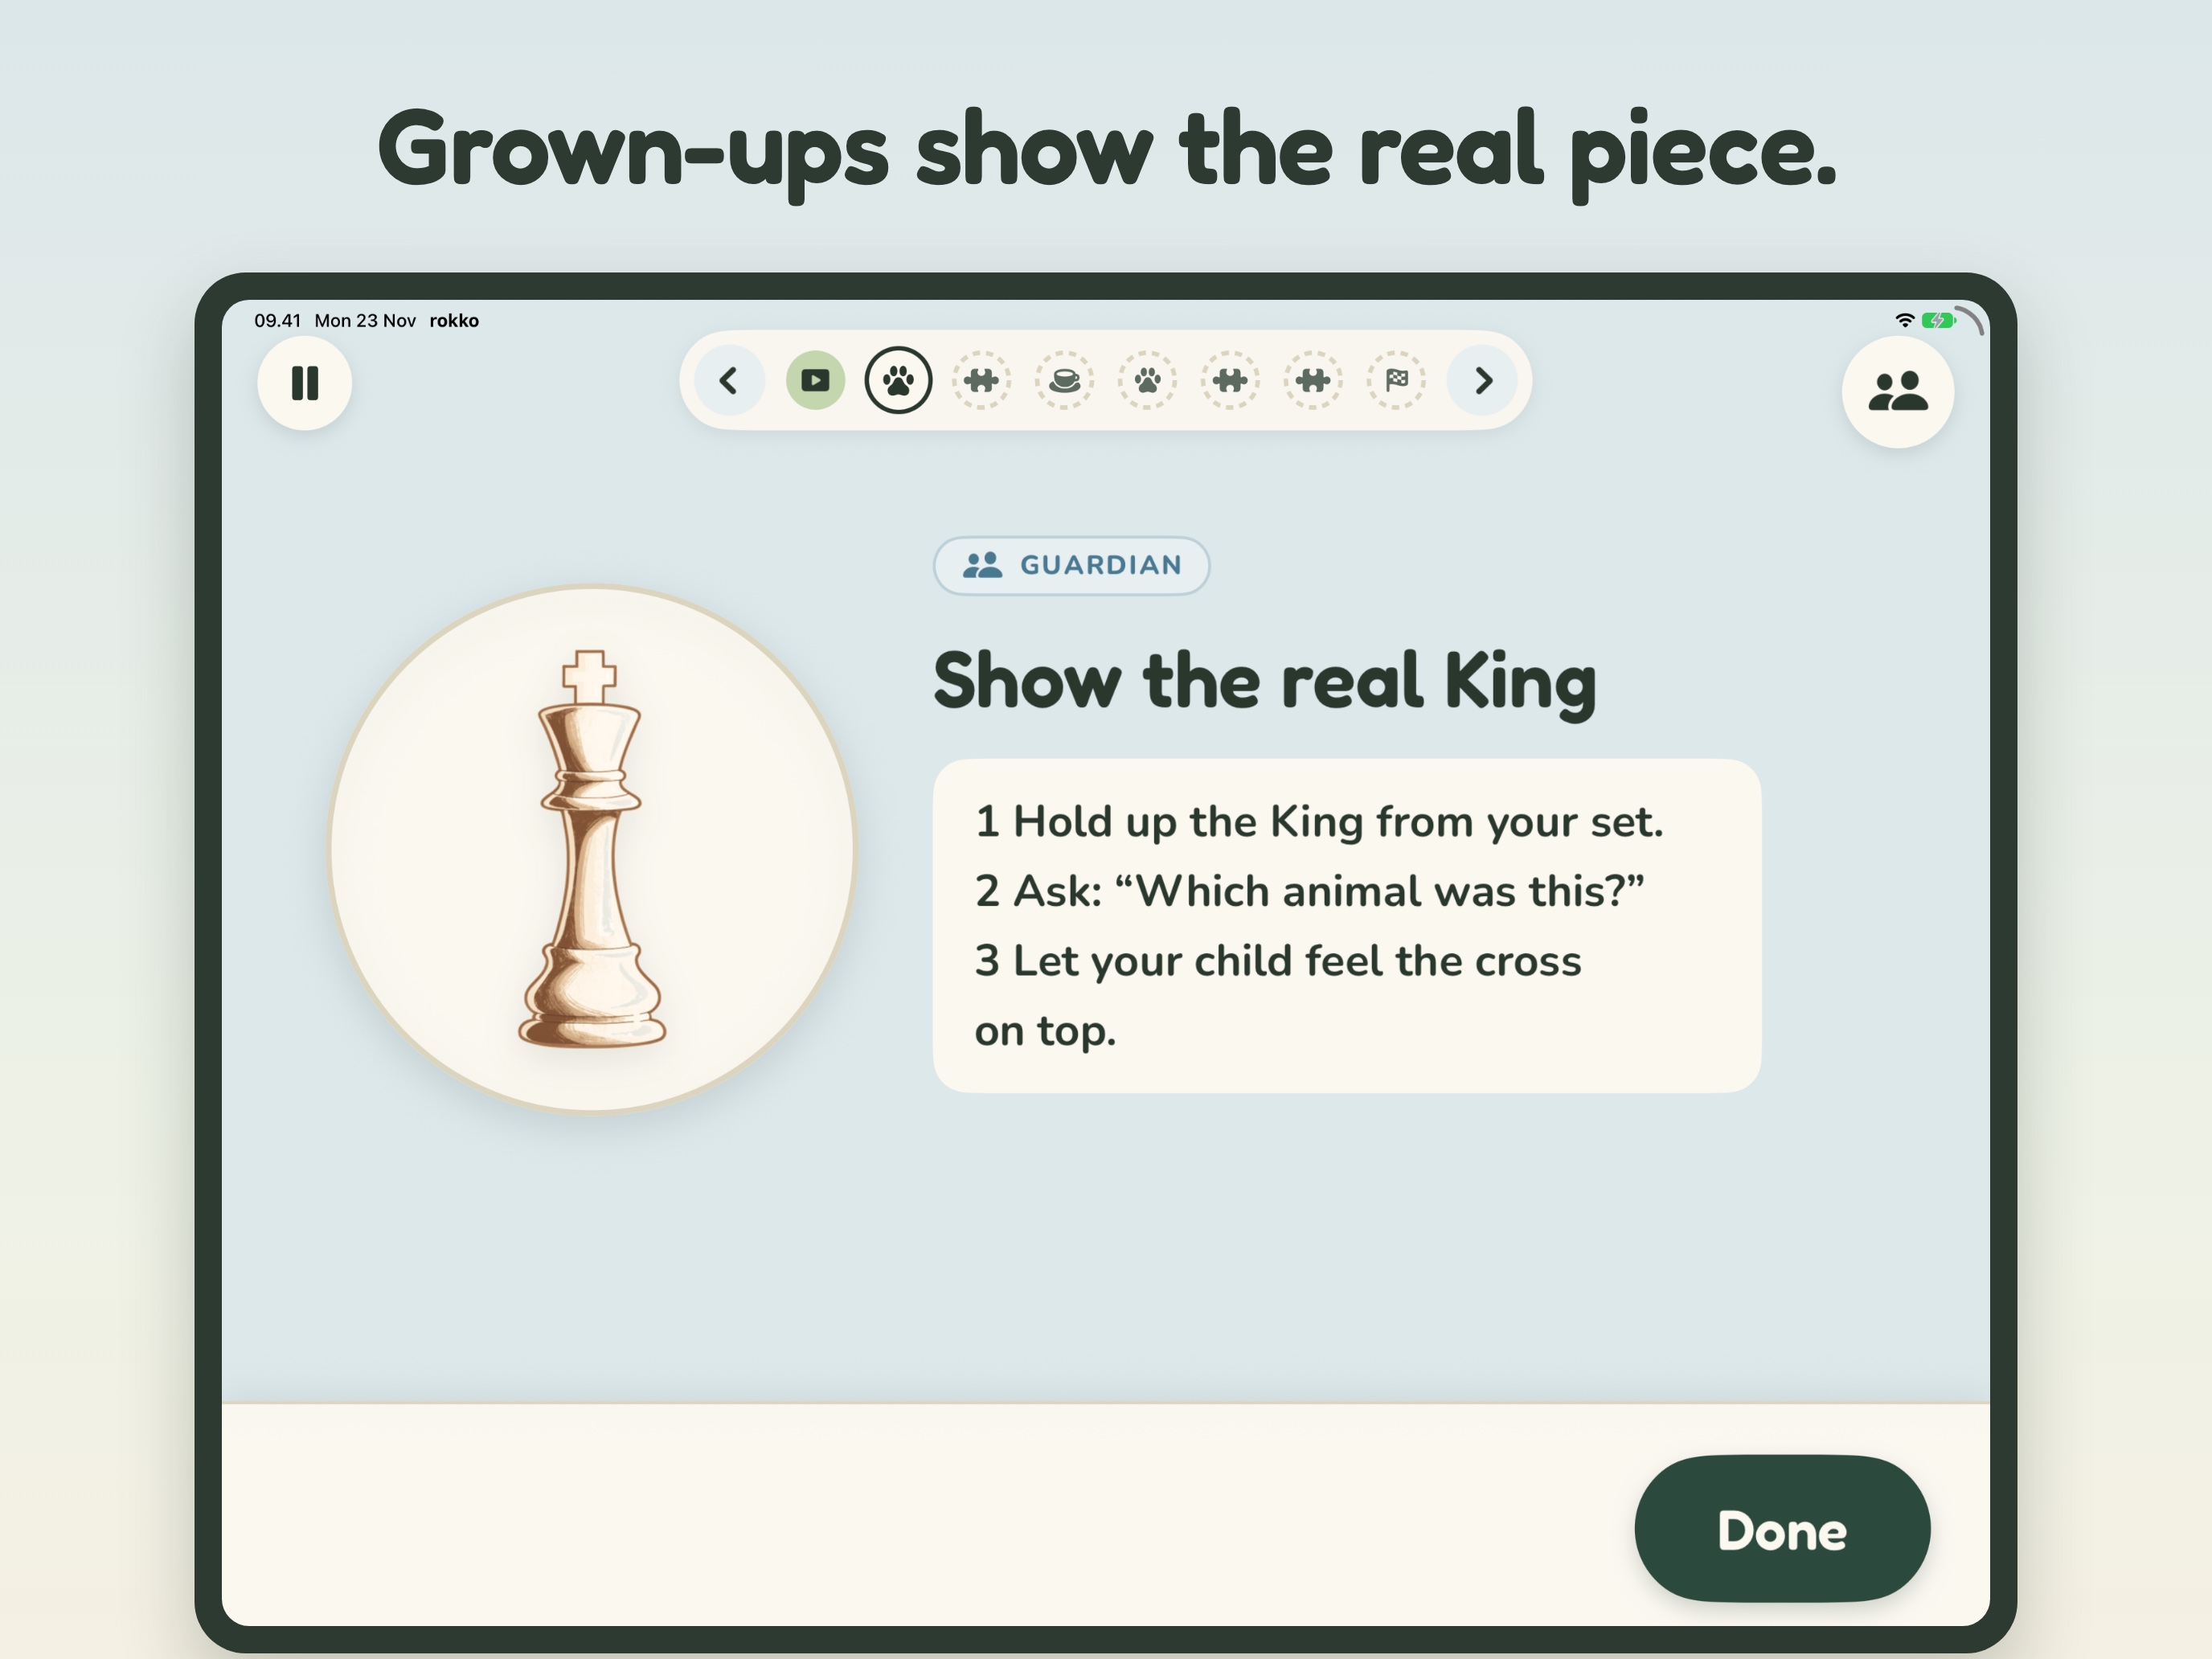 Grown-ups show the real piece.
09.41 Mon 23 Nov rokko
GUARDIAN
Show the real King
1 Hold up the King from your set.
2 Ask: “Which animal was this?”
3 Let your child feel the cross
on top.
Done